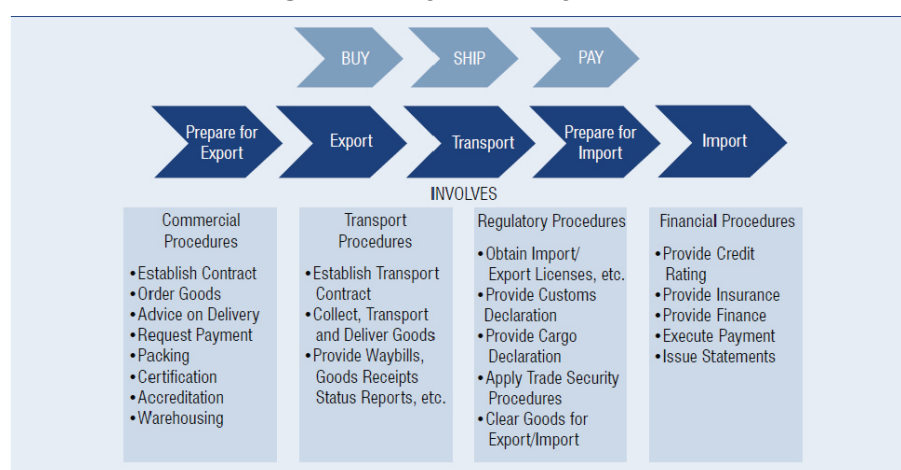 BUY
SHIP
PAY
Prepare for
Export
Export
Transport
Prepare for
Import
Import
INVOLVES
Commercial
Procedures
•Establish Contract
•Order Goods
•Advice on Delivery
•Request Payment
•Packing
•Certification
•Accreditation
•Warehousing
Transport
Procedures
•Establish Transport
Contract
•Collect, Transport
and Deliver Goods
•Provide Waybills,
Goods Receipts
Status Reports, etc.
Regulatory Procedures
•Obtain Import/
Export Licenses, etc.
•Provide Customs
Declaration
•Provide Cargo
Declaration
•Apply Trade Security
Procedures
•Clear Goods for
Export/Import
Financial Procedures
•Provide Credit
Rating
•Provide Insurance
•Provide Finance
•Execute Payment
•Issue Statements